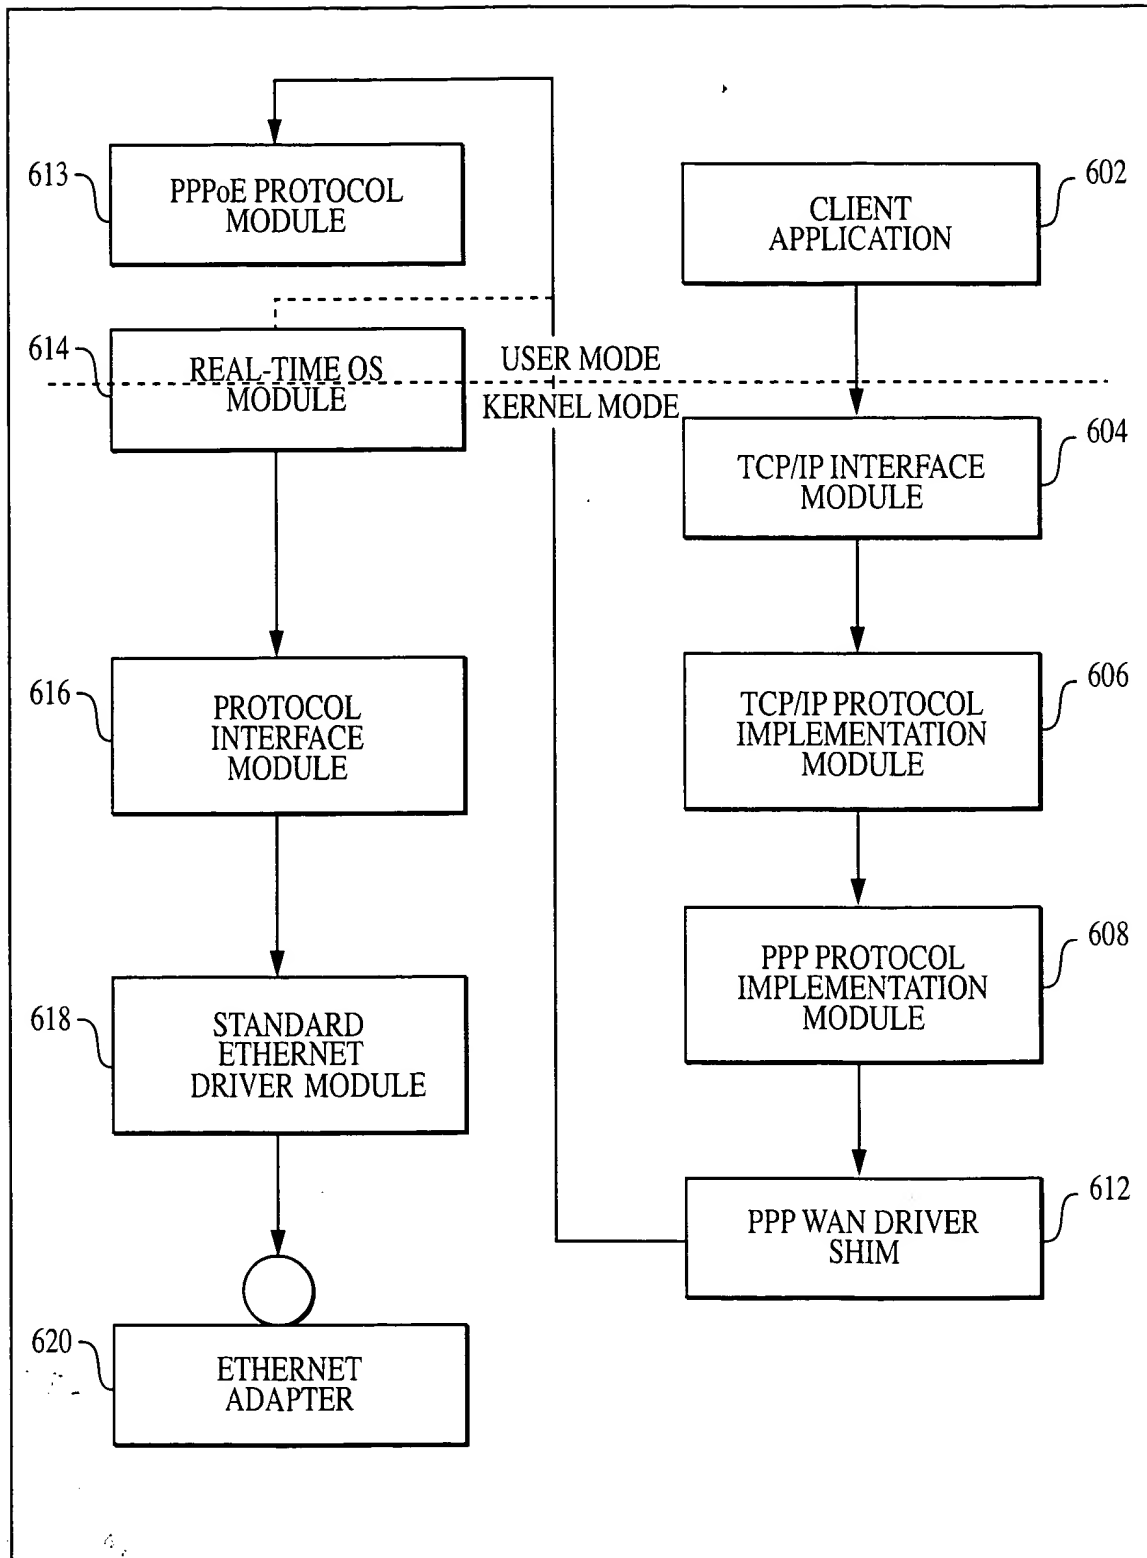 613
PPPoE PROTOCOL
MODULE
602
CLIENT
APPLICATION
614
REAL-TIME OS
MODULE
USER MODE
KERNEL MODE
604
TCP/IP INTERFACE
MODULE
616
PROTOCOL
INTERFACE
MODULE
606
TCP/IP PROTOCOL
IMPLEMENTATION
MODULE
608
PPP PROTOCOL
IMPLEMENTATION
MODULE
618
STANDARD
ETHERNET
DRIVER MODULE
612
PPP WAN DRIVER
SHIM
620
ETHERNET
ADAPTER